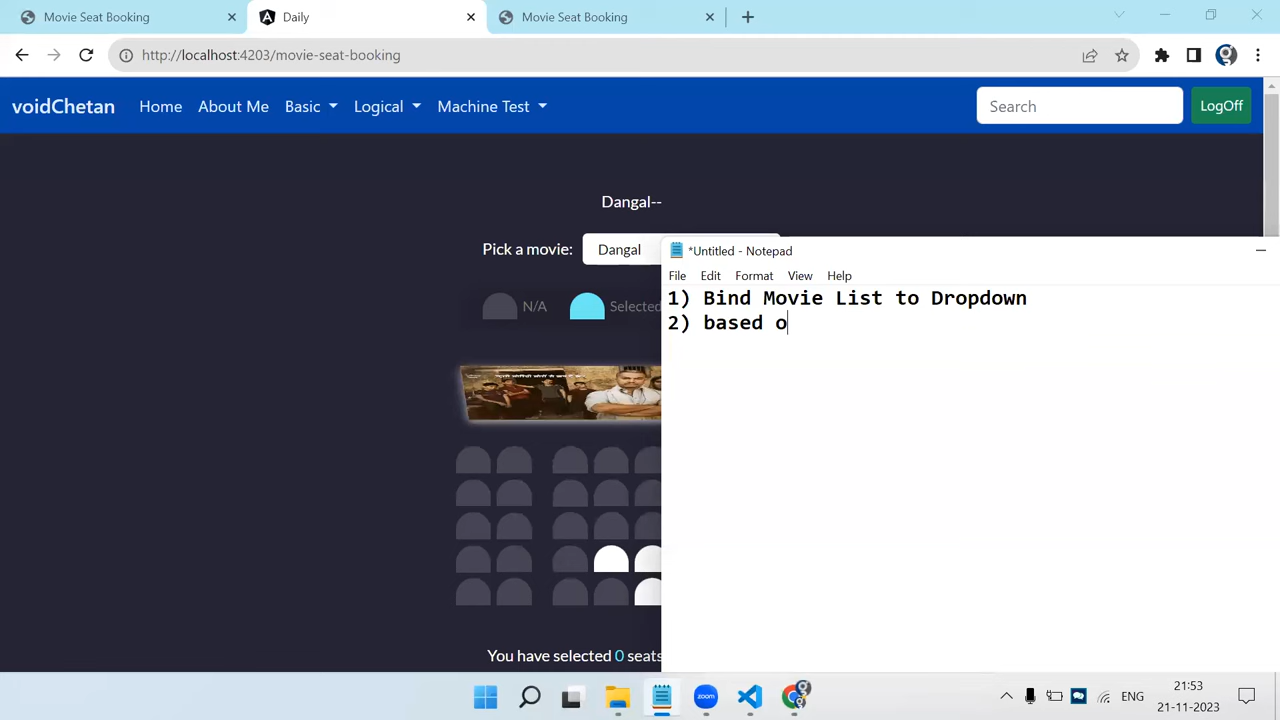 Movie Seat Booking
Daily
Movie Seat Booking
http://localhost:4203/movie-seat-booking
voidChetan
Home
About Me
Basic
Logical
Machine Test
Search
LogOff
Dangal--
Pick a movie:
Dangal
N/A
Selected
You have selected 0 seats
*Untitled - Notepad
File
Edit
Format
View
Help
1) Bind Movie List to Dropdown
2) based o
zoom
ENG
21:53
21-11-2023